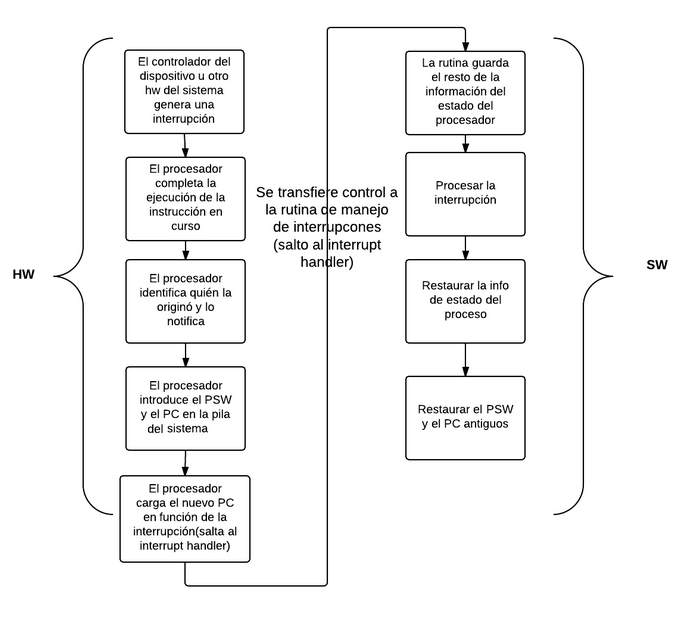 HW
El controlador del
dispositivo u otro
hw del sistema
genera una
interrupción
El procesador
completa la
ejecución de la
instrucción en
curso
El procesador
identifica quién la
originó y lo
notifica
El procesador
introduce el PSW
y el PC en la pila
del sistema
El procesador
carga el nuevo PC
en función de la
interrupción(salta al
interrupt handler)
Se transfiere control a
la rutina de manejo
de interrupcones
(salto al interrupt
handler)
La rutina guarda
el resto de la
información del
estado del
procesador
Procesar la
interrupción
Restaurar la info
de estado del
proceso
Restaurar el PSW
y el PC antiguos
SW